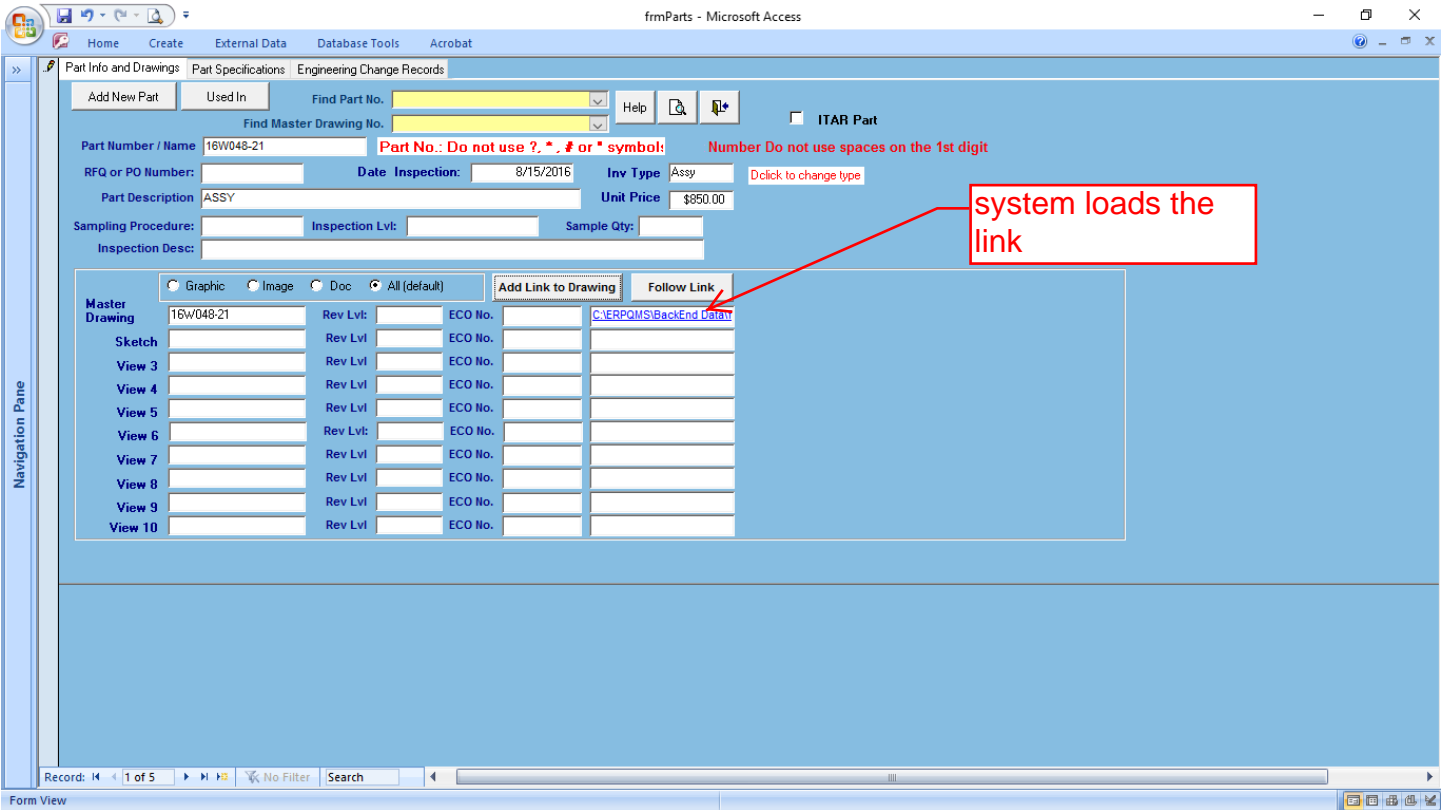 frmParts - Microsoft Access
Home Create External Data Database Tools Acrobat
Part Info and Drawings Part Specifications Engineering Change Records
Add New Part Used In Find Part No. Help
ITAR Part
Find Master Drawing No.
Part Number / Name 16W048-21 Part No.: Do not use ?, * , # or " symbols Number Do not use spaces on the 1st digit
RFQ or PO Number: Date Inspection: 8/15/2016 Inv Type Assy Dclick to change type
Part Description ASSY Unit Price $850.00
system loads the
link
Sampling Procedure: Inspection Lvl: Sample Qty:
Inspection Desc:
Graphic Image Doc All (default) Add Link to Drawing Follow Link
Master
Drawing 16W048-21 Rev Lvl: ECO No. C:\ERPQMS\BackEnd Data\
Sketch Rev Lvl ECO No.
View 3 Rev Lvl ECO No.
View 4 Rev Lvl ECO No.
View 5 Rev Lvl ECO No.
View 6 Rev Lvl: ECO No.
View 7 Rev Lvl ECO No.
View 8 Rev Lvl ECO No.
View 9 Rev Lvl ECO No.
View 10 Rev Lvl ECO No.
Navigation Pane
Record: 1 of 5 No Filter Search
Form View